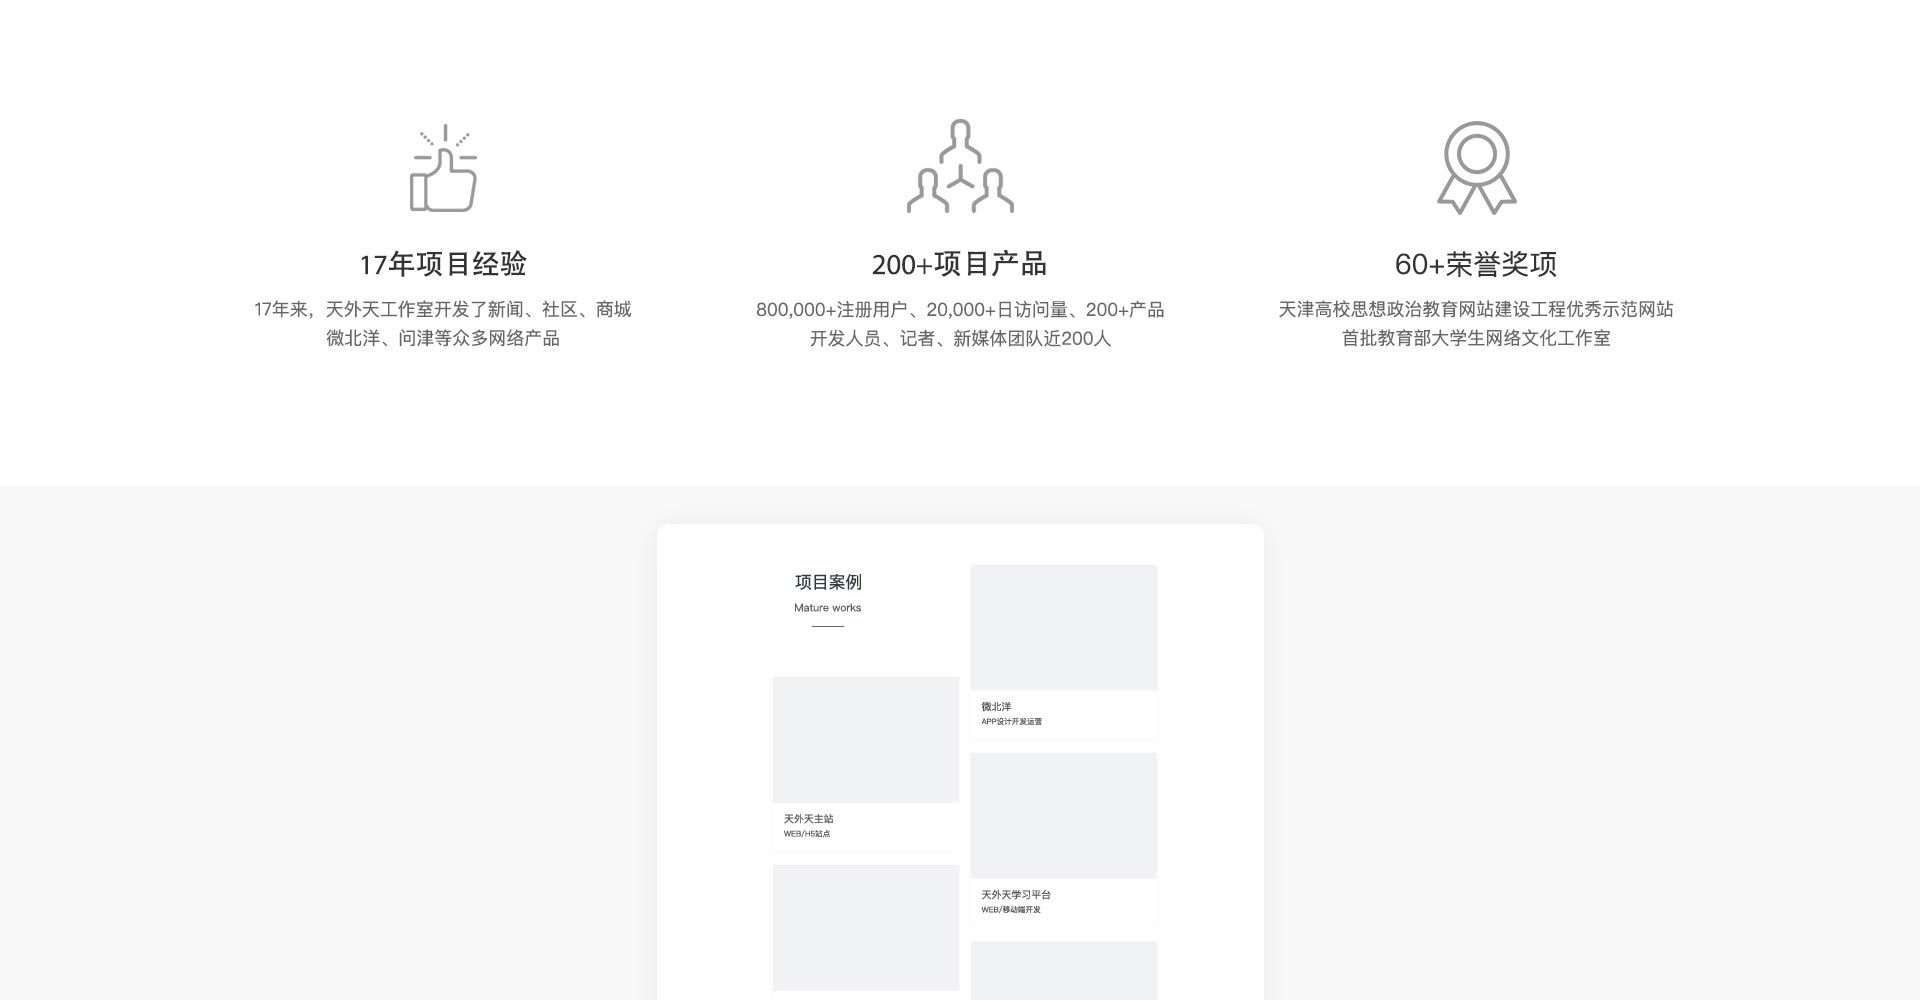 17年项目经验
17年来，天外天工作室开发了新闻、社区、商城
微北洋、问津等众多网络产品
200+项目产品
800,000+注册用户、20,000+日访问量、200+产品
开发人员、记者、新媒体团队近200人
60+荣誉奖项
天津高校思想政治教育网站建设工程优秀示范网站
首批教育部大学生网络文化工作室
项目案例
Mature works
天外天主站
WEB/H5站点
微北洋
APP设计开发运营
天外天学习平台
WEB/移动端开发